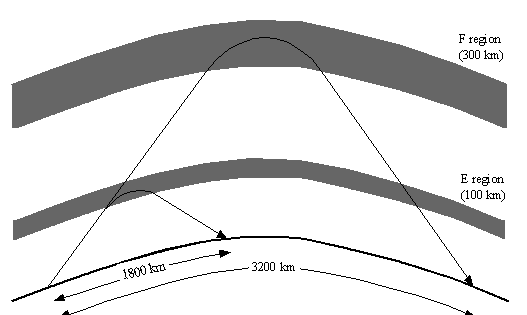 F region
(300 km)
E region
(100 km)
1800 km
3200 km